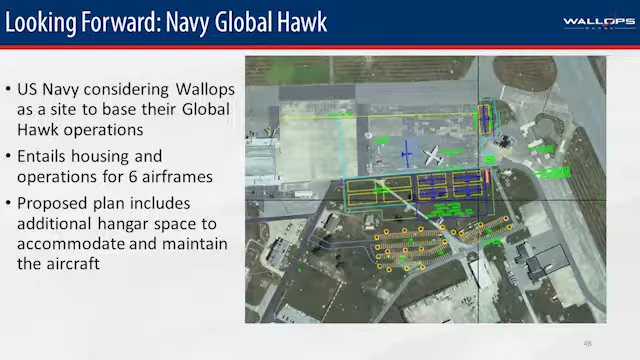 Looking Forward: Navy Global Hawk
WALLOPS
• US Navy considering Wallops
as a site to base their Global
Hawk operations
• Entails housing and
operations for 6 airframes
• Proposed plan includes
additional hangar space to
accommodate and maintain
the aircraft
48